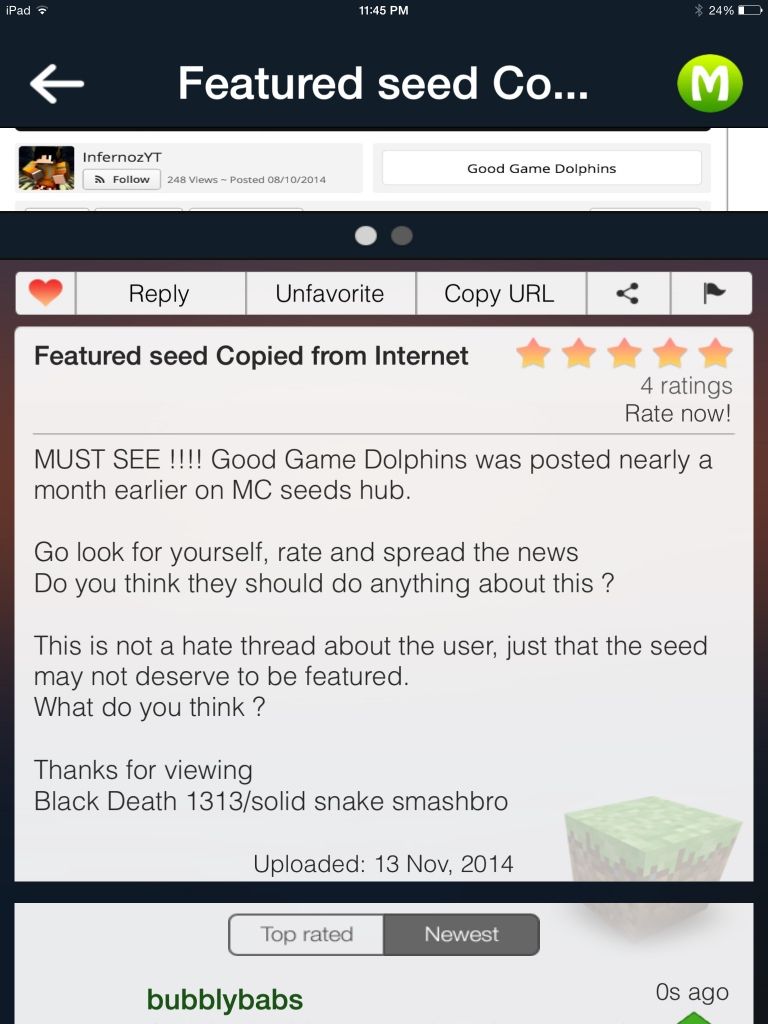 iPad
11:45 PM
24%
Featured seed Co...
M
InfernozYT
Follow
248 Views ~ Posted 08/10/2014
Good Game Dolphins
Reply
Unfavorite
Copy URL
Featured seed Copied from Internet
4 ratings
Rate now!
MUST SEE !!!! Good Game Dolphins was posted nearly a
month earlier on MC seeds hub.
Go look for yourself, rate and spread the news
Do you think they should do anything about this ?
This is not a hate thread about the user, just that the seed
may not deserve to be featured.
What do you think ?
Thanks for viewing
Black Death 1313/solid snake smashbro
Uploaded: 13 Nov, 2014
Top rated
Newest
bubblybabs
0s ago